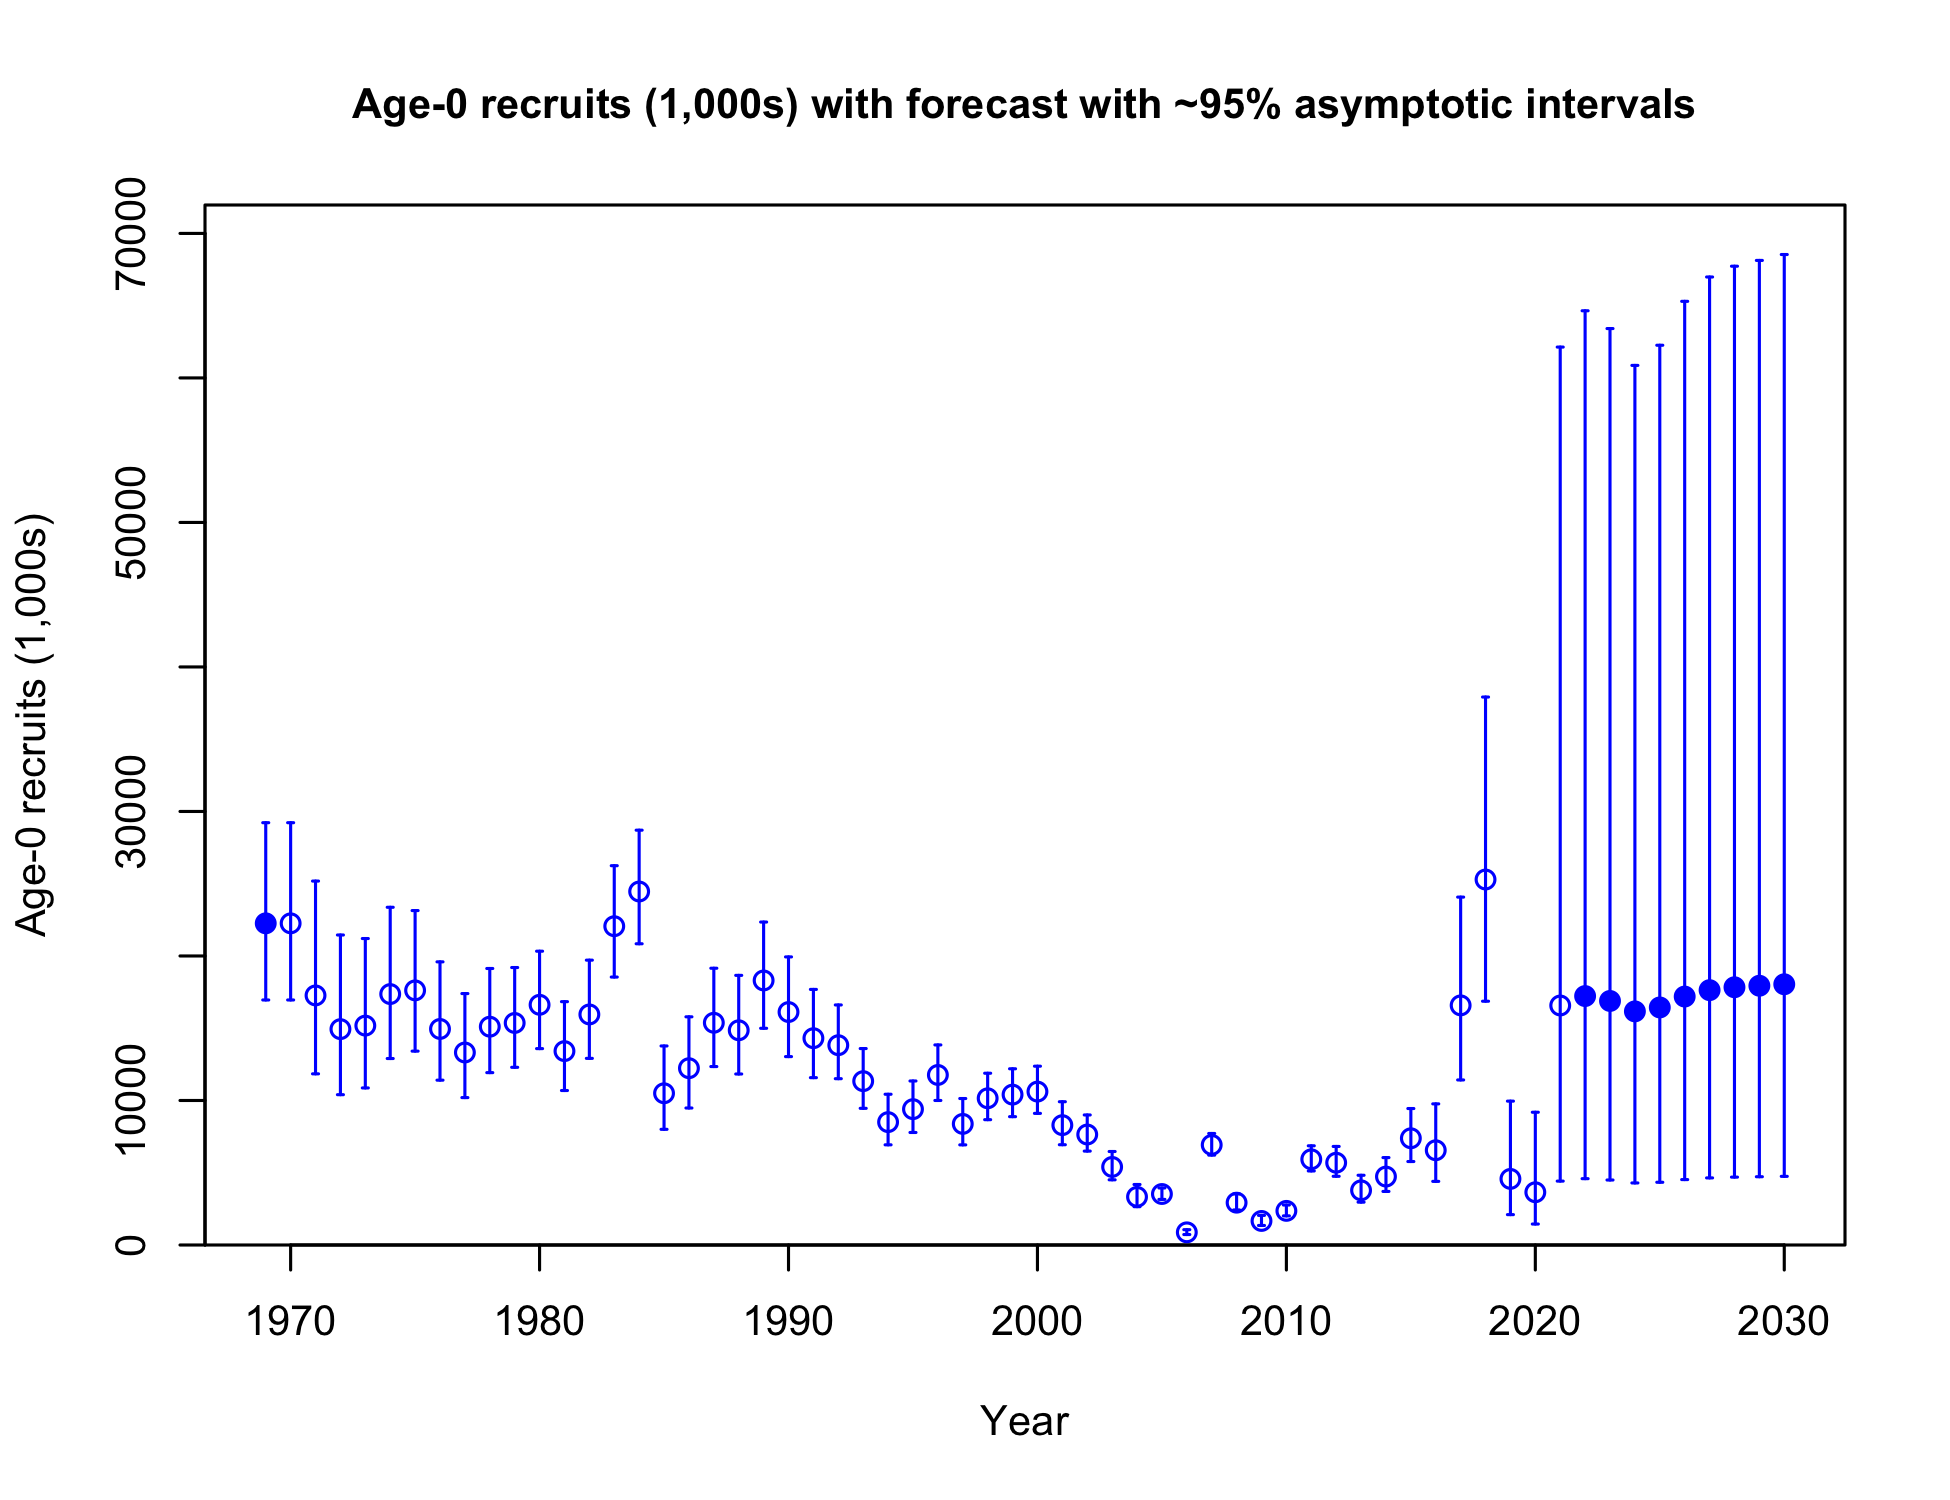 Age-0 recruits (1,000s) with forecast with ~95% asymptotic intervals
Age-0 recruits (1,000s)
70000
50000
30000
10000
0
1970 1980 1990 2000 2010 2020 2030
Year